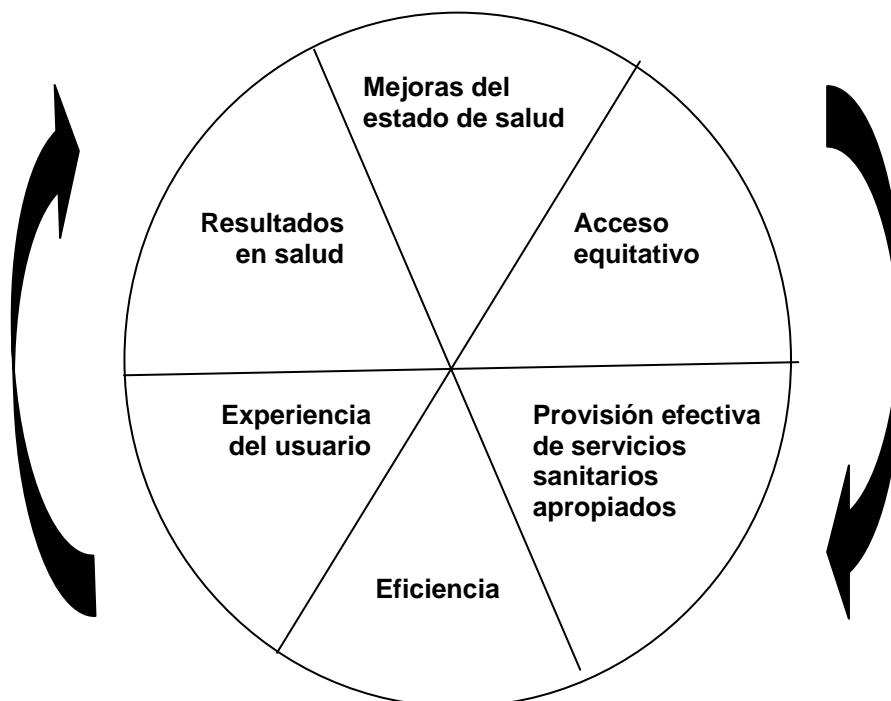 Mejoras del
estado de salud
Resultados
en salud
Acceso
equitativo
Experiencia
del usuario
Provisión efectiva
de servicios
sanitarios
apropiados
Eficiencia